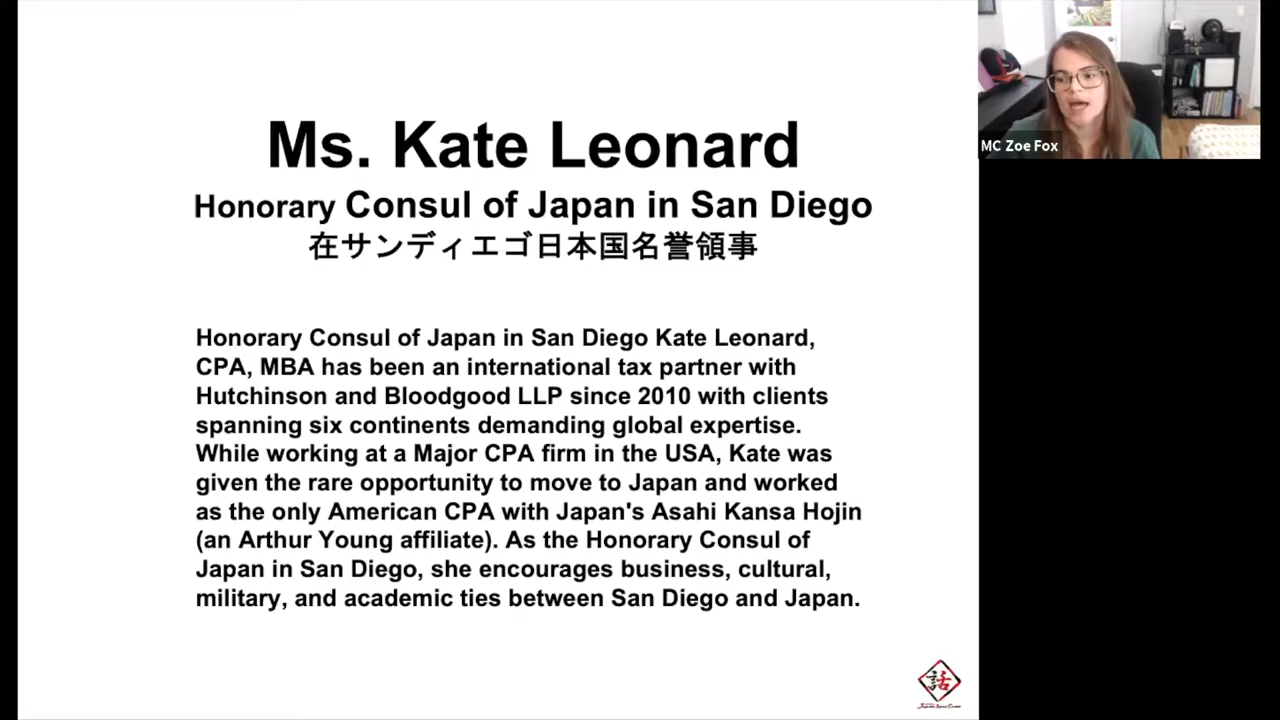 Ms. Kate Leonard
Honorary Consul of Japan in San Diego
在サンディエゴ日本国名誉領事
Honorary Consul of Japan in San Diego Kate Leonard,
CPA, MBA has been an international tax partner with
Hutchinson and Bloodgood LLP since 2010 with clients
spanning six continents demanding global expertise.
While working at a Major CPA firm in the USA, Kate was
given the rare opportunity to move to Japan and worked
as the only American CPA with Japan's Asahi Kansa Hojin
(an Arthur Young affiliate). As the Honorary Consul of
Japan in San Diego, she encourages business, cultural,
military, and academic ties between San Diego and Japan.
MC Zoe Fox
話